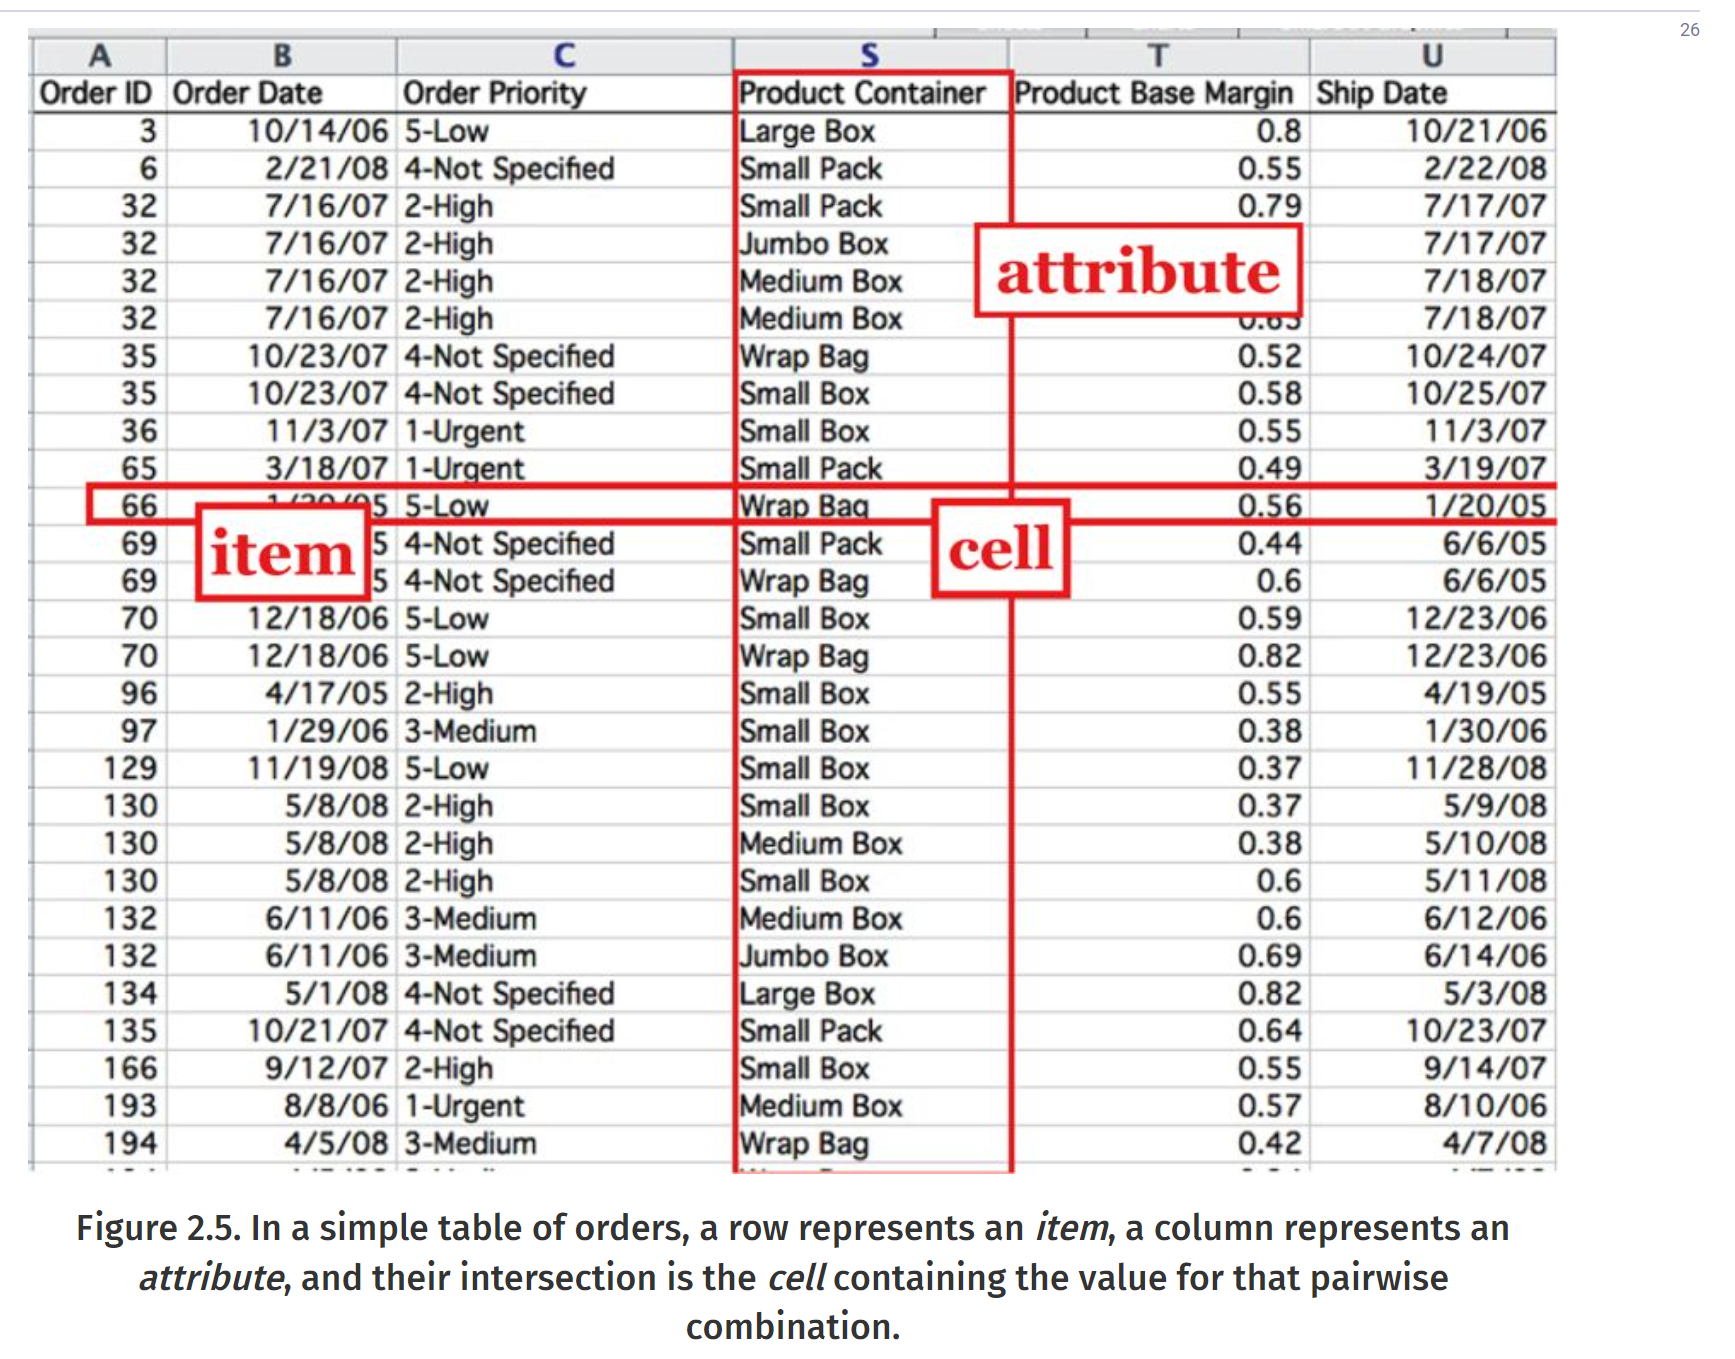 26
A B C S T U
Order ID Order Date Order Priority Product Container Product Base Margin Ship Date
3 10/14/06 5-Low Large Box 0.8 10/21/06
6 2/21/08 4-Not Specified Small Pack 0.55 2/22/08
32 7/16/07 2-High Small Pack 0.79 7/17/07
32 7/16/07 2-High Jumbo Box 7/17/07
attribute
32 7/16/07 2-High Medium Box 7/18/07
32 7/16/07 2-High Medium Box 7/18/07
35 10/23/07 4-Not Specified Wrap Bag 0.52 10/24/07
35 10/23/07 4-Not Specified Small Box 0.58 10/25/07
36 11/3/07 1-Urgent Small Box 0.55 11/3/07
65 3/18/07 1-Urgent Small Pack 0.49 3/19/07
66 5-Low Wrap Bag 0.56 1/20/05
item cell
69 5 4-Not Specified Small Pack 0.44 6/6/05
69 5 4-Not Specified Wrap Bag 0.6 6/6/05
70 12/18/06 5-Low Small Box 0.59 12/23/06
70 12/18/06 5-Low Wrap Bag 0.82 12/23/06
96 4/17/05 2-High Small Box 0.55 4/19/05
97 1/29/06 3-Medium Small Box 0.38 1/30/06
129 11/19/08 5-Low Small Box 0.37 11/28/08
130 5/8/08 2-High Small Box 0.37 5/9/08
130 5/8/08 2-High Medium Box 0.38 5/10/08
130 5/8/08 2-High Small Box 0.6 5/11/08
132 6/11/06 3-Medium Medium Box 0.6 6/12/06
132 6/11/06 3-Medium Jumbo Box 0.69 6/14/06
134 5/1/08 4-Not Specified Large Box 0.82 5/3/08
135 10/21/07 4-Not Specified Small Pack 0.64 10/23/07
166 9/12/07 2-High Small Box 0.55 9/14/07
193 8/8/06 1-Urgent Medium Box 0.57 8/10/06
194 4/5/08 3-Medium Wrap Bag 0.42 4/7/08
Figure 2.5. In a simple table of orders, a row represents an item, a column represents an
attribute, and their intersection is the cell containing the value for that pairwise
combination.